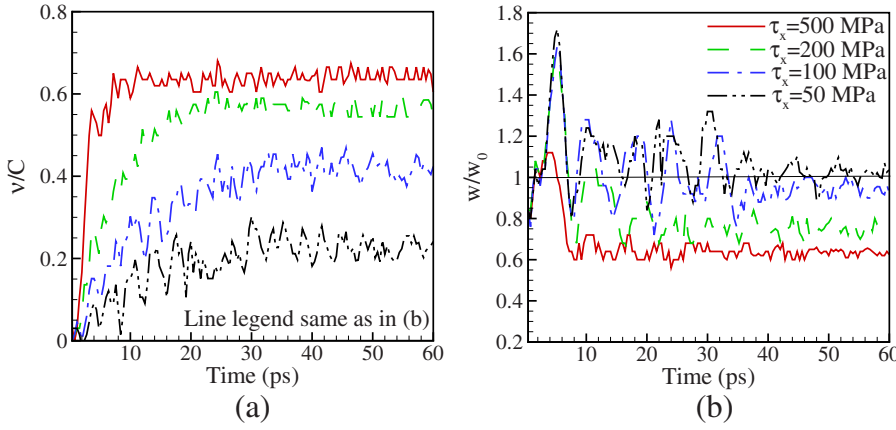 0.8
0.6
0.4
0.2
0
10 20 30 40 50 60
ν/C
Time (ps)
Line legend same as in (b)
(a)
1.8
1.6
1.4
1.2
1
0.8
0.6
0.4
0.2
10 20 30 40 50 60
w/w₀
Time (ps)
τₓ=500 MPa
τₓ=200 MPa
τₓ=100 MPa
τₓ=50 MPa
(b)